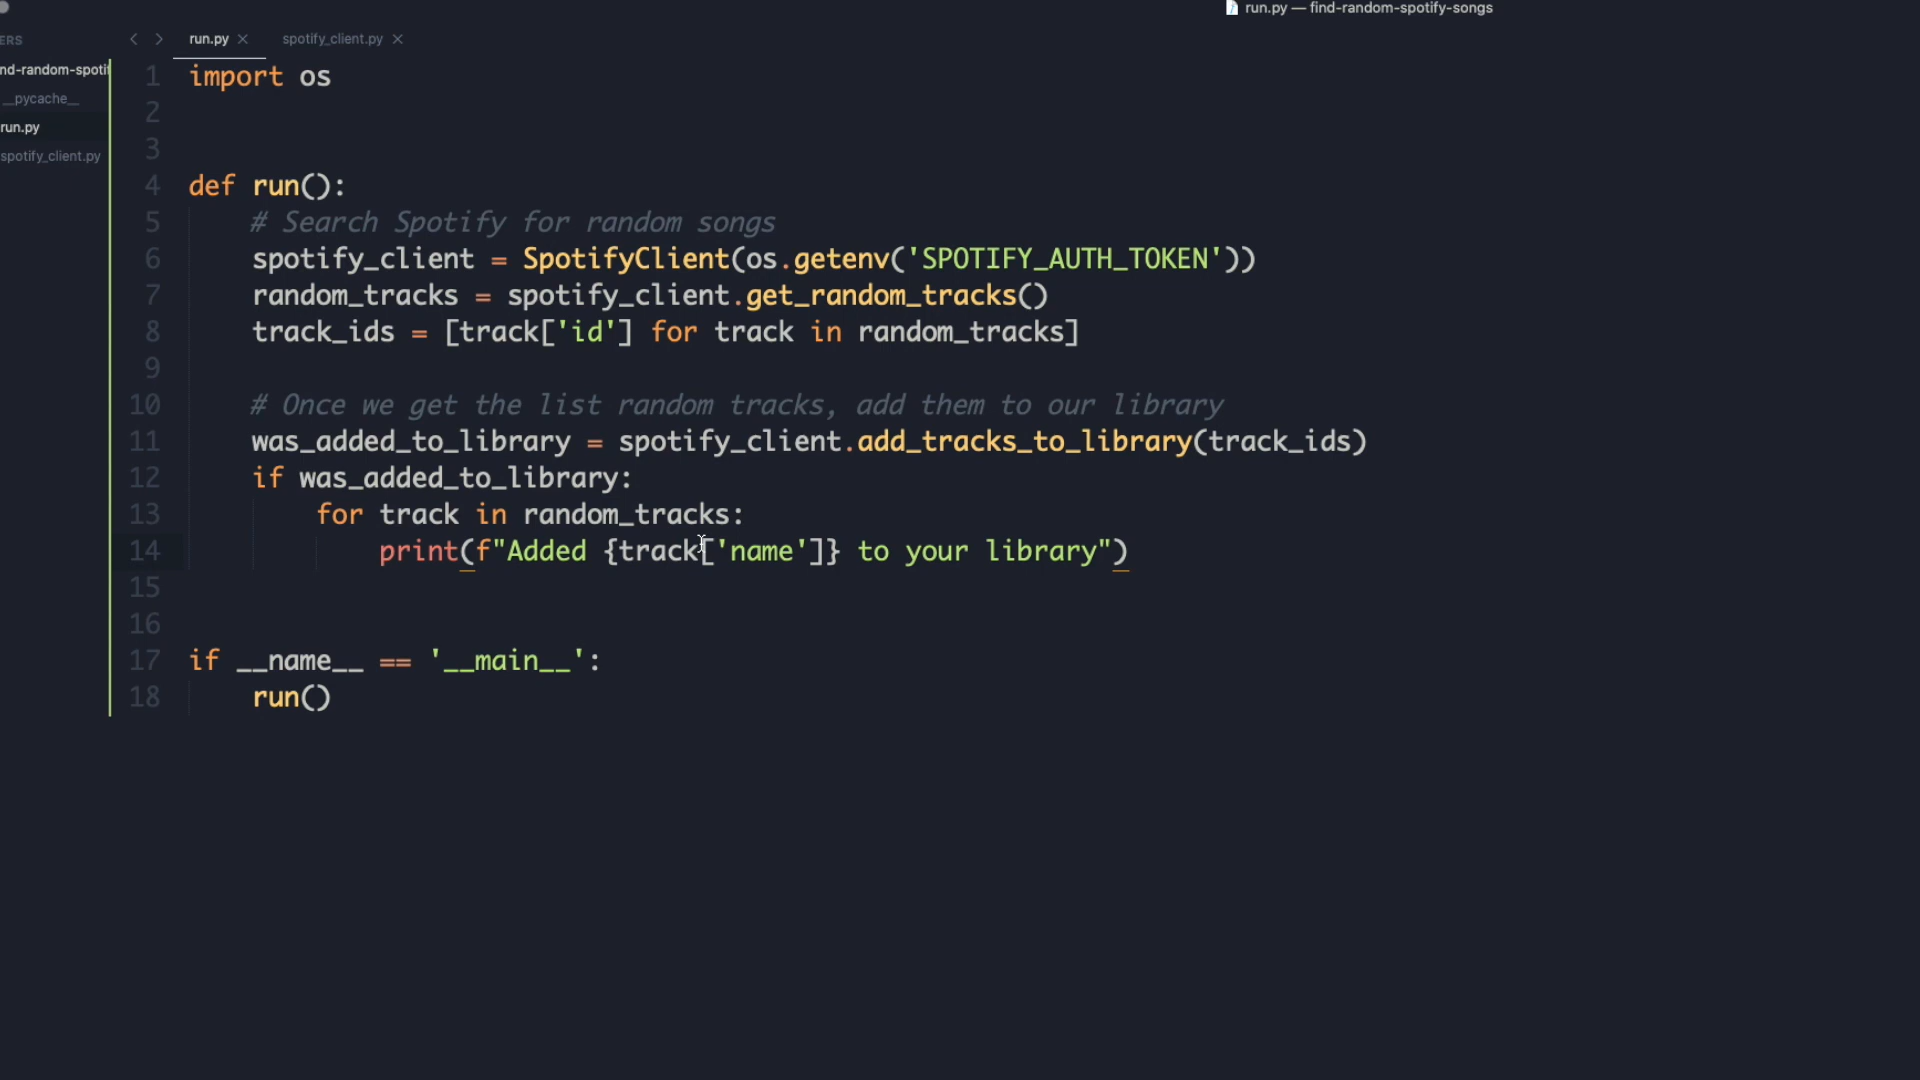 run.py — find-random-spotify-songs
ERS
run.py
spotify_client.py
nd-random-spotif
__pycache__
run.py
spotify_client.py
1 import os
2
3
4 def run():
5 # Search Spotify for random songs
6 spotify_client = SpotifyClient(os.getenv('SPOTIFY_AUTH_TOKEN'))
7 random_tracks = spotify_client.get_random_tracks()
8 track_ids = [track['id'] for track in random_tracks]
9
10 # Once we get the list random tracks, add them to our library
11 was_added_to_library = spotify_client.add_tracks_to_library(track_ids)
12 if was_added_to_library:
13 for track in random_tracks:
14 print(f"Added {track['name']} to your library")
15
16
17 if __name__ == '__main__':
18 run()